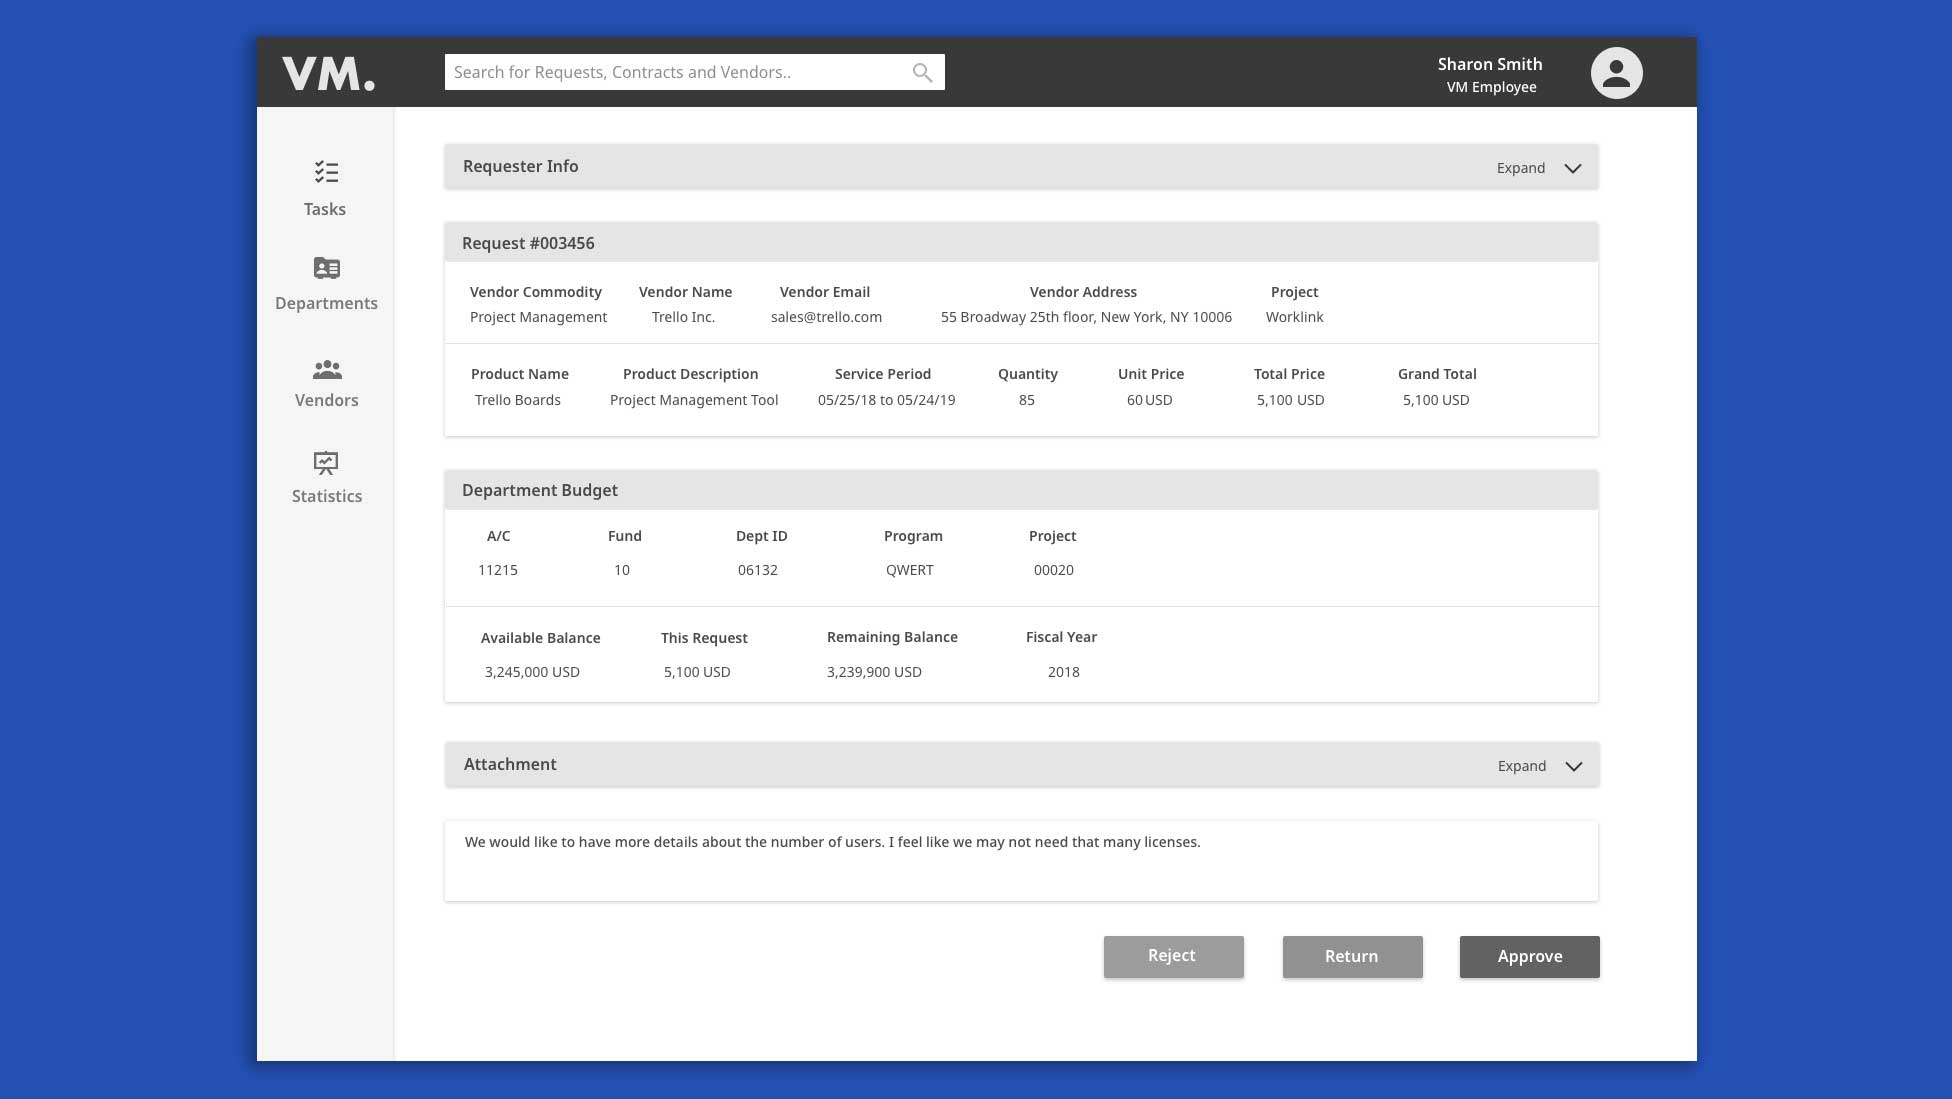 VM.
Search for Requests, Contracts and Vendors..
Sharon Smith
VM Employee
Tasks
Departments
Vendors
Statistics
Requester Info Expand
Request #003456
Vendor Commodity Vendor Name Vendor Email Vendor Address Project
Project Management Trello Inc. sales@trello.com 55 Broadway 25th floor, New York, NY 10006 Worklink
Product Name Product Description Service Period Quantity Unit Price Total Price Grand Total
Trello Boards Project Management Tool 05/25/18 to 05/24/19 85 60 USD 5,100 USD 5,100 USD
Department Budget
A/C Fund Dept ID Program Project
11215 10 06132 QWERT 00020
Available Balance This Request Remaining Balance Fiscal Year
3,245,000 USD 5,100 USD 3,239,900 USD 2018
Attachment Expand
We would like to have more details about the number of users. I feel like we may not need that many licenses.
Reject Return Approve